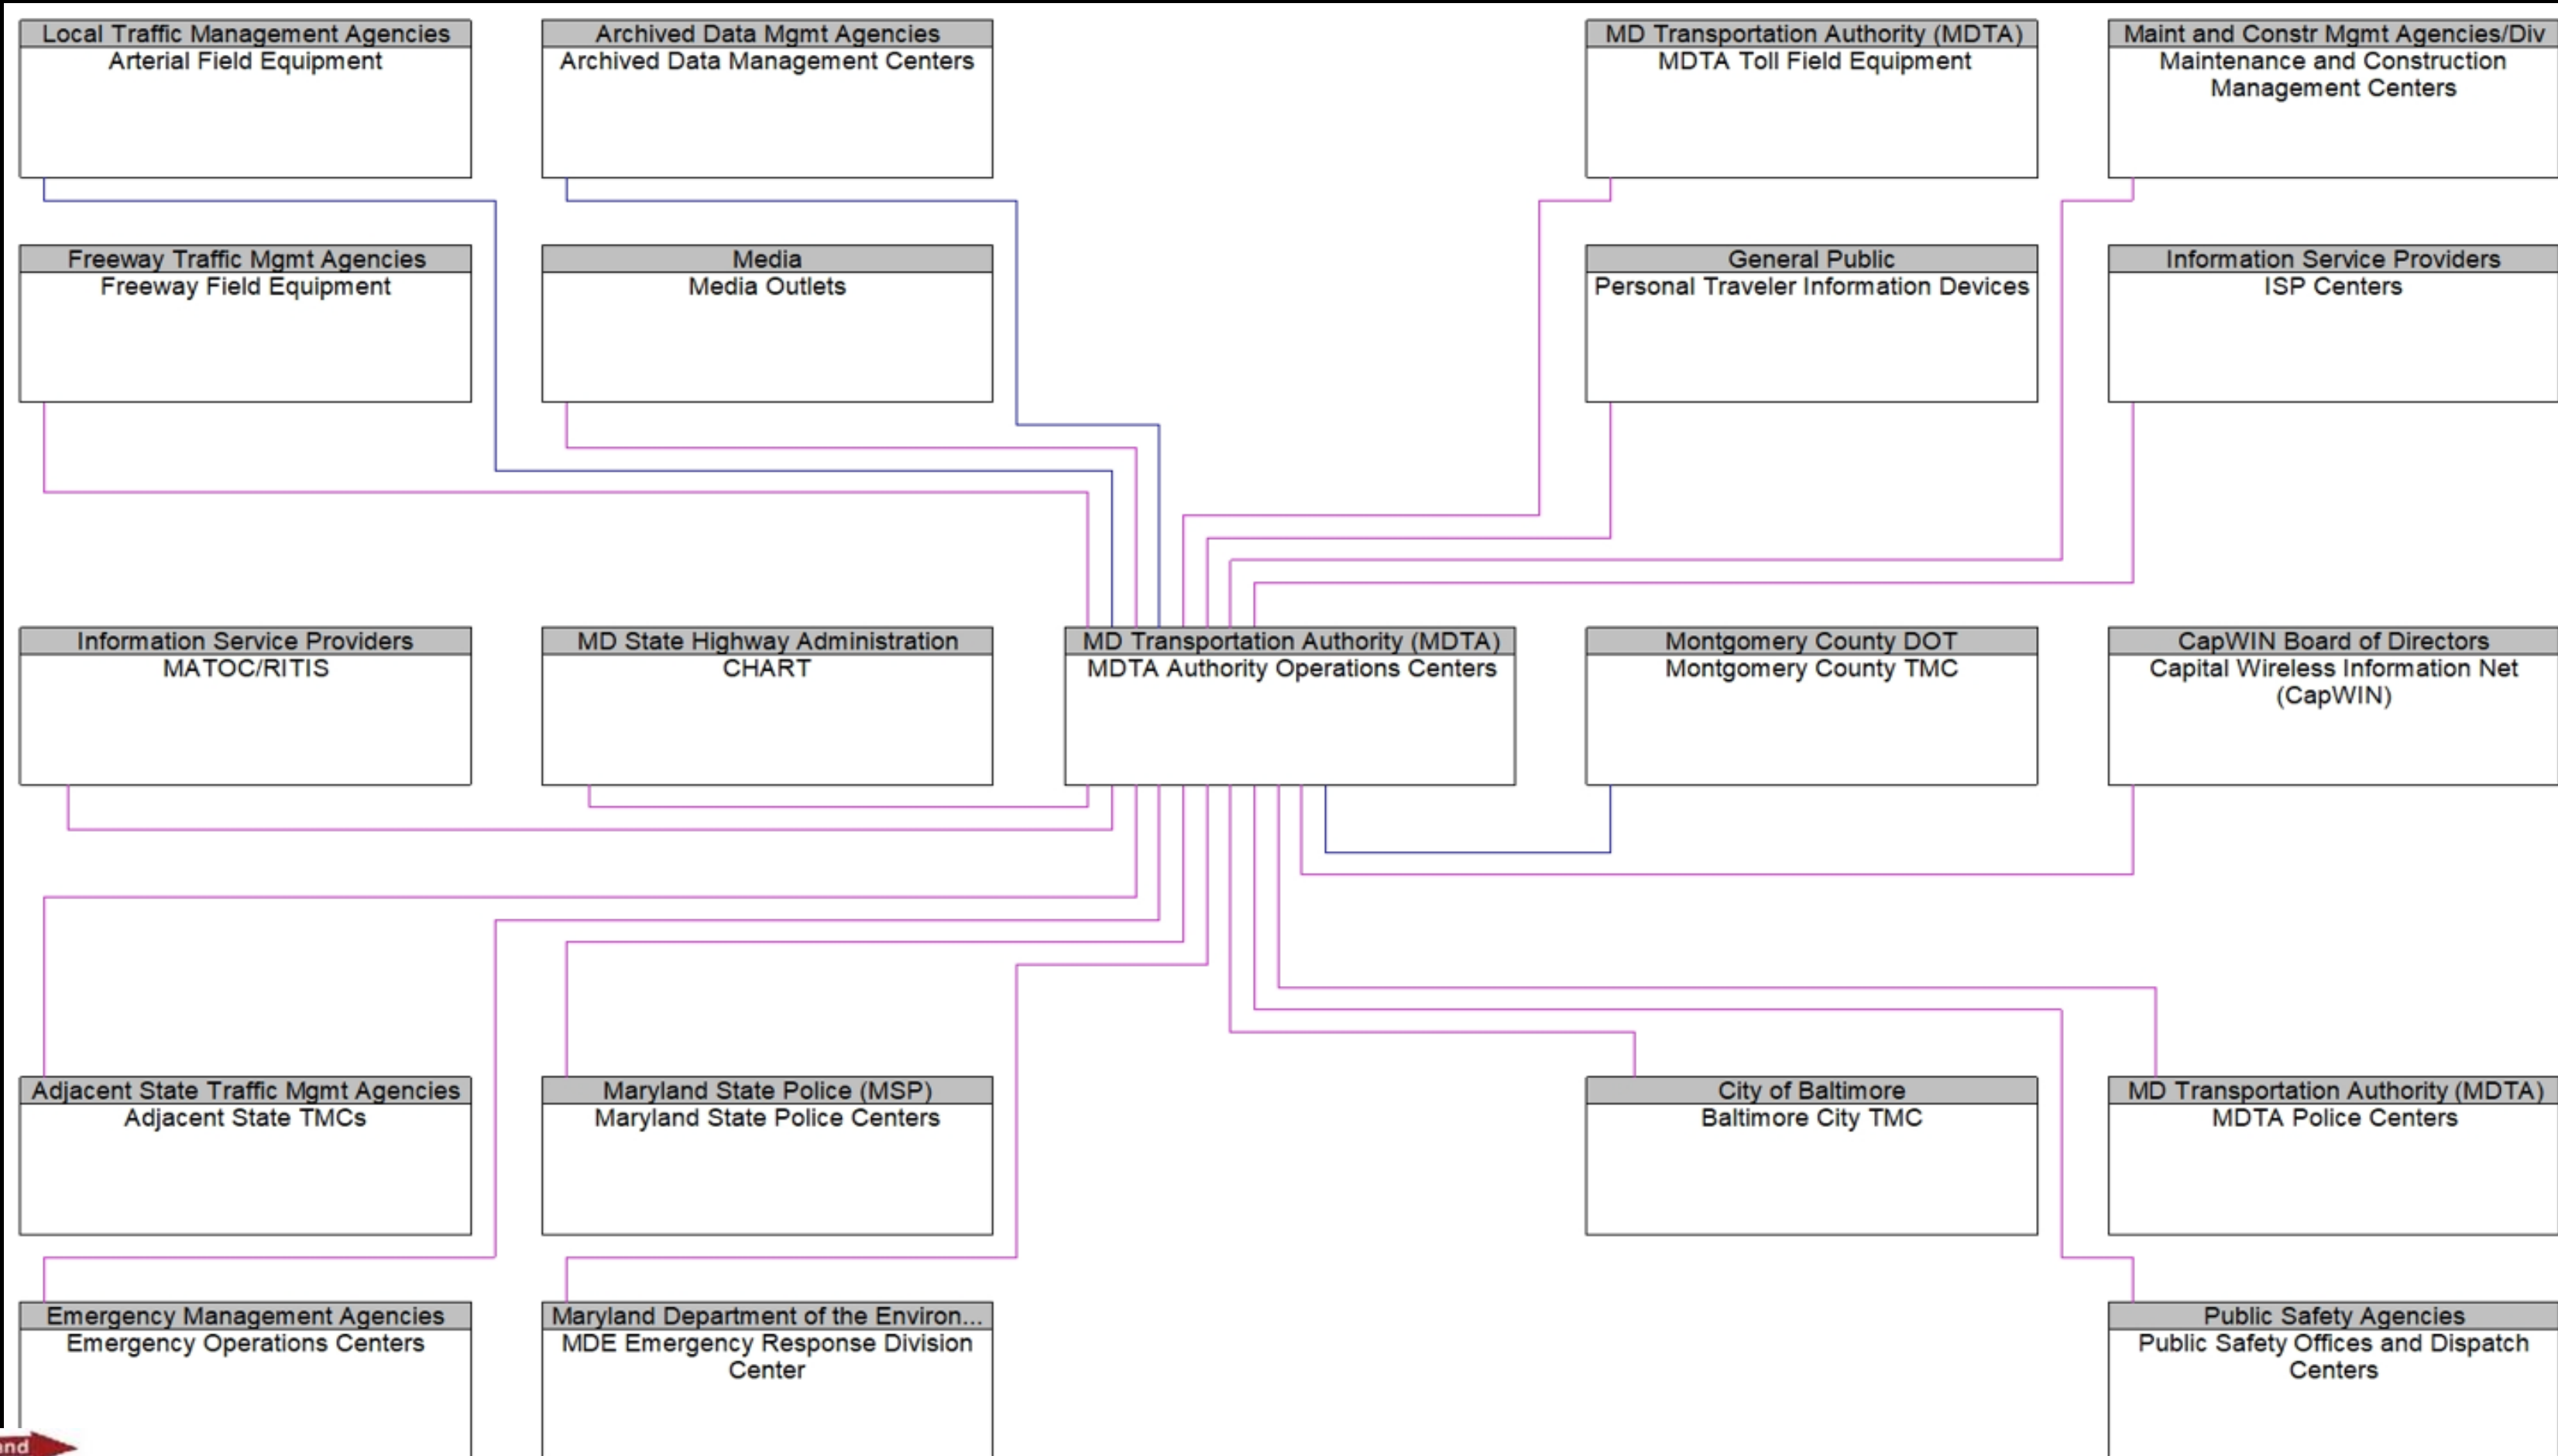 Local Traffic Management Agencies
Arterial Field Equipment
Archived Data Mgmt Agencies
Archived Data Management Centers
MD Transportation Authority (MDTA)
MDTA Toll Field Equipment
Maint and Constr Mgmt Agencies/Div
Maintenance and Construction
Management Centers
Freeway Traffic Mgmt Agencies
Freeway Field Equipment
Media
Media Outlets
General Public
Personal Traveler Information Devices
Information Service Providers
ISP Centers
Information Service Providers
MATOC/RITIS
MD State Highway Administration
CHART
MD Transportation Authority (MDTA)
MDTA Authority Operations Centers
Montgomery County DOT
Montgomery County TMC
CapWIN Board of Directors
Capital Wireless Information Net
(CapWIN)
Adjacent State Traffic Mgmt Agencies
Adjacent State TMCs
Maryland State Police (MSP)
Maryland State Police Centers
City of Baltimore
Baltimore City TMC
MD Transportation Authority (MDTA)
MDTA Police Centers
Emergency Management Agencies
Emergency Operations Centers
Maryland Department of the Environ...
MDE Emergency Response Division
Center
Public Safety Agencies
Public Safety Offices and Dispatch
Centers